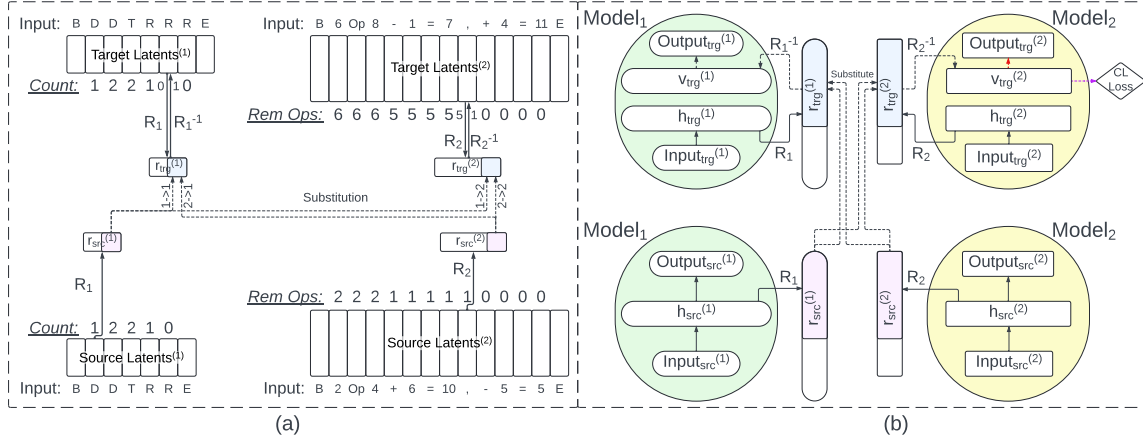 Input: B D D T R R R E
Target Latents(1)
Count: 1 2 2 1 0 1 0
R1 R1-1
rtrg(1)
1->1
2->1
rsrc(1)
R1
Count: 1 2 2 1 0
Source Latents(1)
Input: B D D T R R E
Input: B 6 Op 8 - 1 = 7 , + 4 = 11 E
Target Latents(2)
Rem Ops: 6 6 6 5 5 5 5 5 1 0 0 0 0
R2 R2-1
rtrg(2)
1->2
2->2
Substitution
rsrc(2)
R2
Rem Ops: 2 2 2 1 1 1 1 1 0 0 0 0
Source Latents(2)
Input: B 2 Op 4 + 6 = 10 , - 5 = 5 E
(a)
Model1
Outputtrg(1)
vtrg(1)
htrg(1)
Inputtrg(1)
R1-1
R1
rtrg(1)
Substitute
rtrg(2)
R2-1
R2
Model2
Outputtrg(2)
vtrg(2)
htrg(2)
Inputtrg(2)
CL
Loss
Model1
Outputsrc(1)
hsrc(1)
Inputsrc(1)
R1
rsrc(1)
rsrc(2)
R2
Model2
Outputsrc(2)
hsrc(2)
Inputsrc(2)
(b)